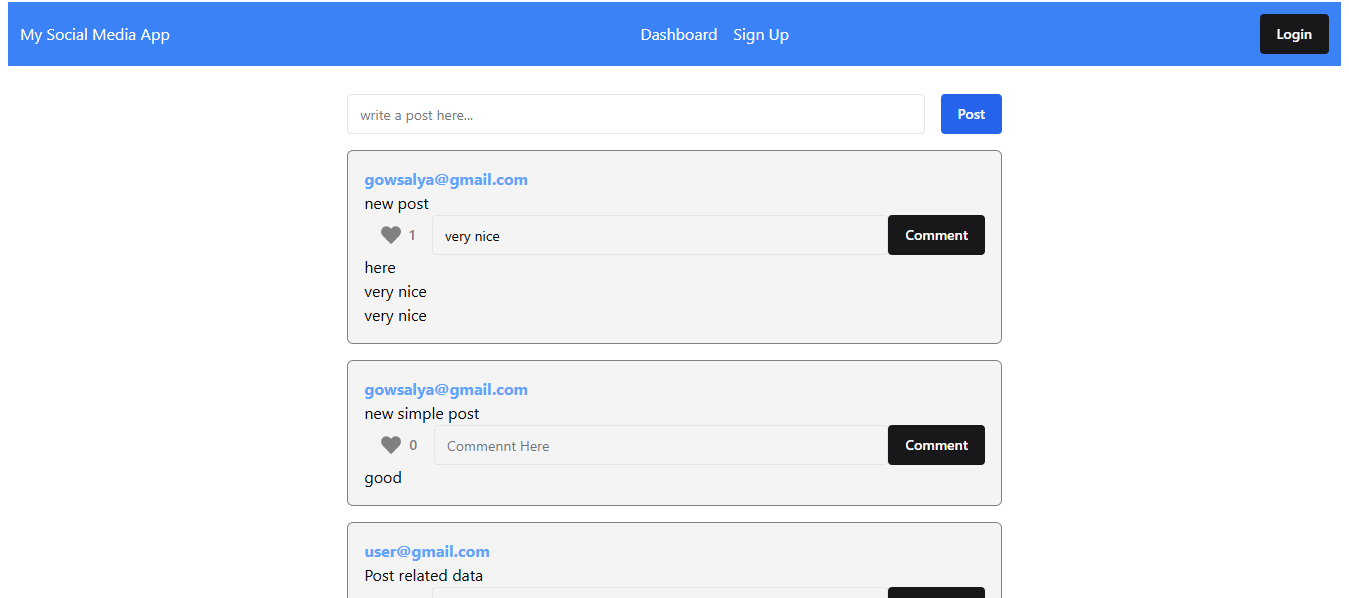 My Social Media App Dashboard Sign Up Login
write a post here... Post
gowsalya@gmail.com
new post
1 very nice Comment
here
very nice
very nice
gowsalya@gmail.com
new simple post
0 Commennt Here Comment
good
user@gmail.com
Post related data